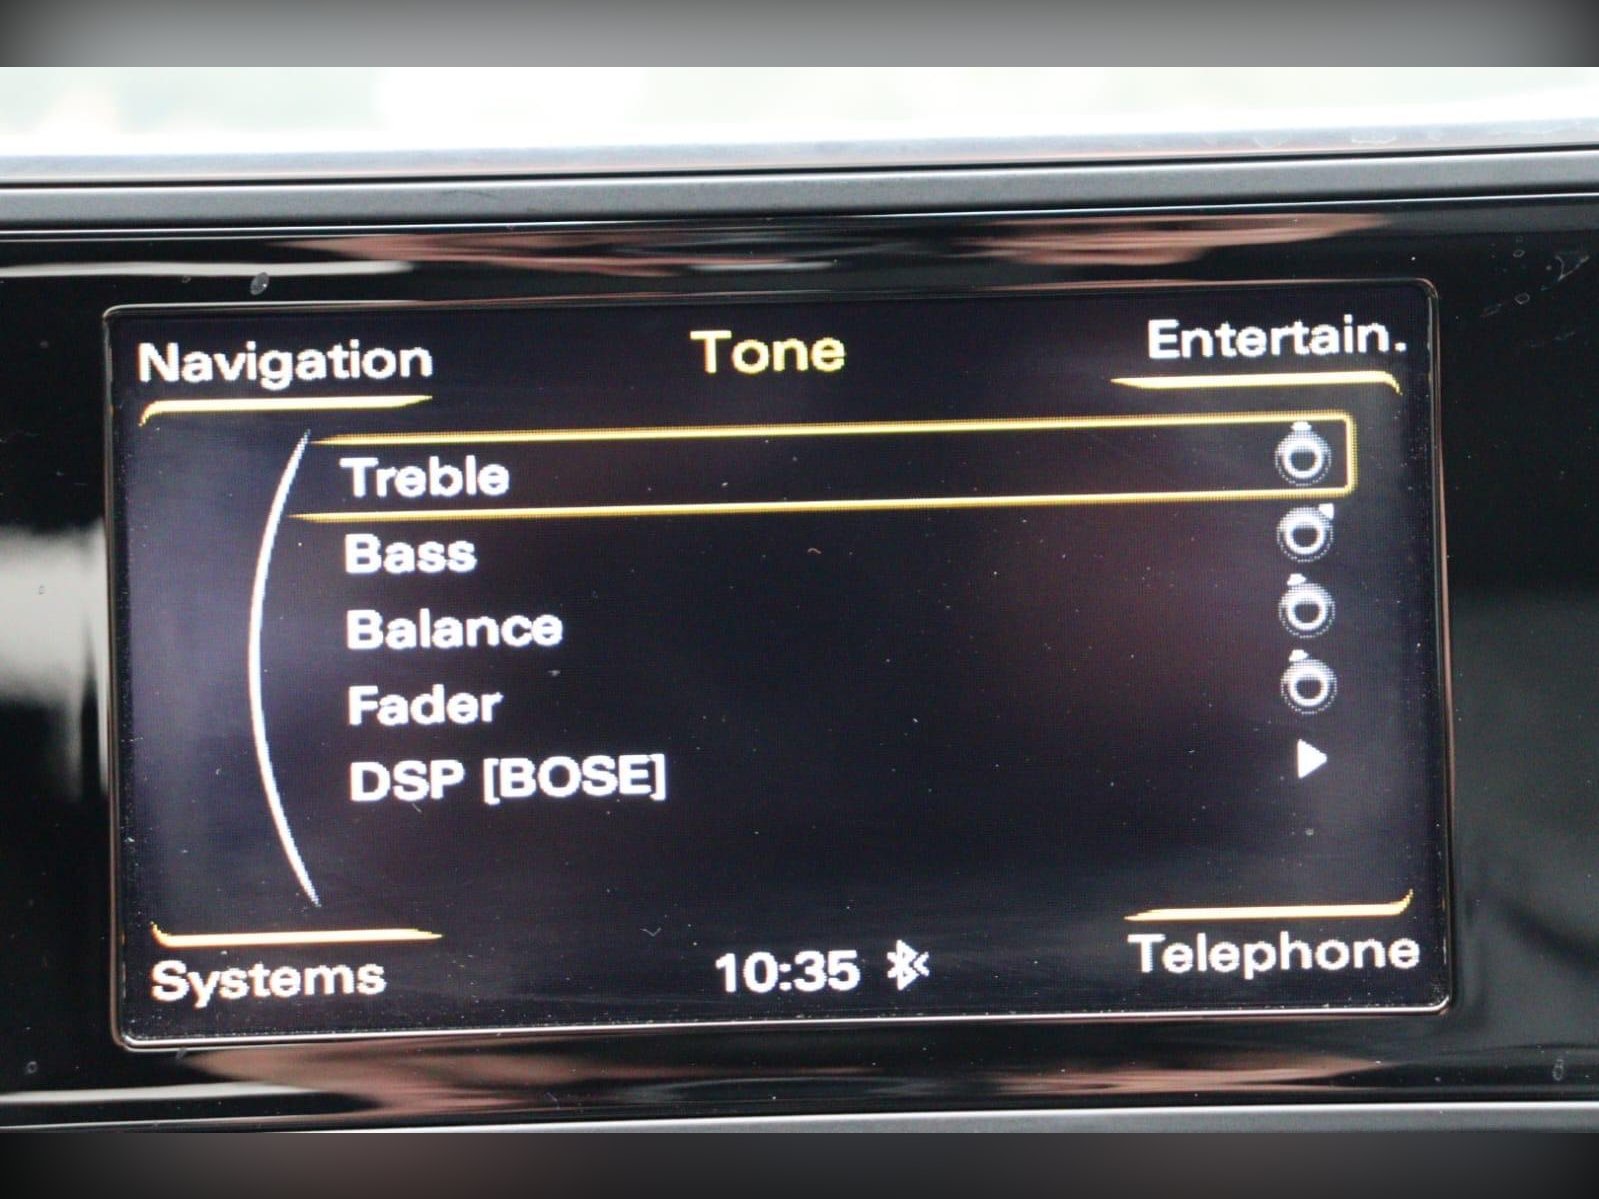 Navigation
Tone
Entertain.
Treble
Bass
Balance
Fader
DSP [BOSE]
Systems
10:35
Telephone